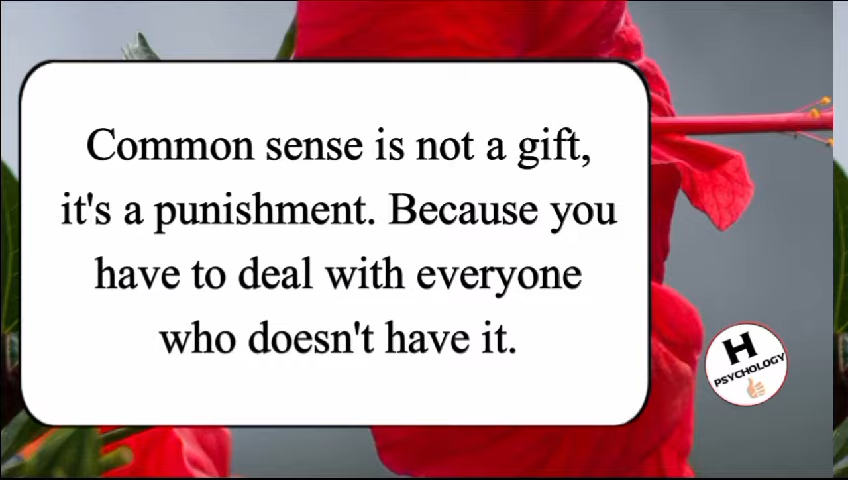 Common sense is not a gift,
it's a punishment. Because you
have to deal with everyone
who doesn't have it.
H
PSYCHOLOGY